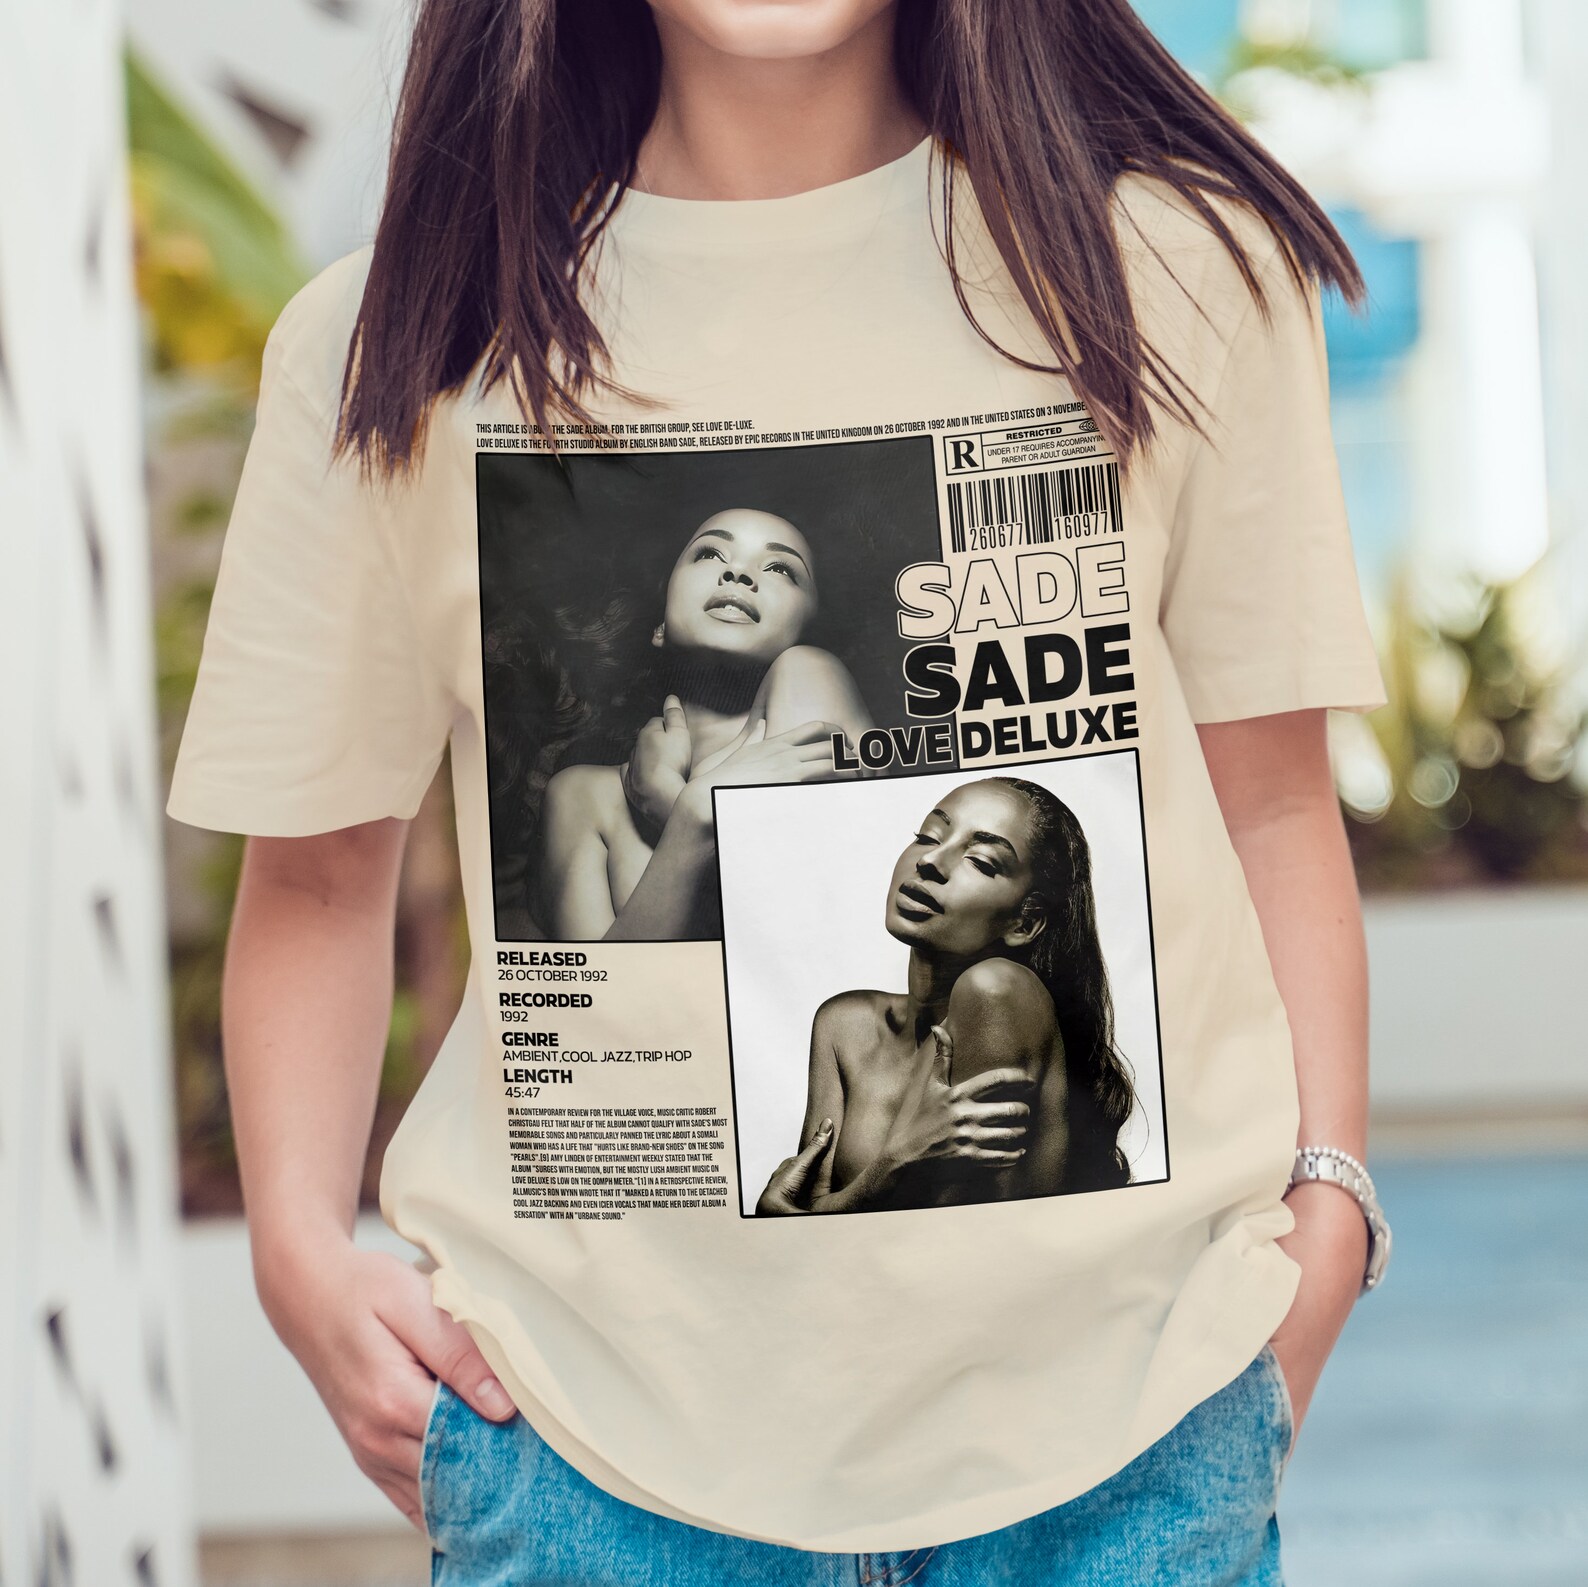 THIS ARTICLE IS ABOUT THE SADE ALBUM. FOR THE BRITISH GROUP, SEE LOVE DE-LUXE.
LOVE DELUXE IS THE FOURTH STUDIO ALBUM BY ENGLISH BAND SADE, RELEASED BY EPIC RECORDS IN THE UNITED KINGDOM ON 26 OCTOBER 1992 AND IN THE UNITED STATES ON 3 NOVEMBE
R
RESTRICTED
UNDER 17 REQUIRES ACCOMPANYING
PARENT OR ADULT GUARDIAN
260677 160977
SADE
SADE
LOVE DELUXE
RELEASED
26 OCTOBER 1992
RECORDED
1992
GENRE
AMBIENT,COOL JAZZ,TRIP HOP
LENGTH
45:47
IN A CONTEMPORARY REVIEW FOR THE VILLAGE VOICE, MUSIC CRITIC ROBERT
CHRISTGAU FELT THAT HALF OF THE ALBUM CANNOT QUALIFY WITH SADE'S MOST
MEMORABLE SONGS AND PARTICULARLY PANNED THE LYRIC ABOUT A SOMALI
WOMAN WHO HAS A LIFE THAT "HURTS LIKE BRAND-NEW SHOES" ON THE SONG
"PEARLS".[9] AMY LINDEN OF ENTERTAINMENT WEEKLY STATED THAT THE
ALBUM "SURGES WITH EMOTION, BUT THE MOSTLY LUSH AMBIENT MUSIC ON
LOVE DELUXE IS LOW ON THE OOMPH METER."[1] IN A RETROSPECTIVE REVIEW,
ALLMUSIC'S RON WYNN WROTE THAT IT "MARKED A RETURN TO THE DETACHED
COOL JAZZ BACKING AND EVEN ICIER VOCALS THAT MADE HER DEBUT ALBUM A
SENSATION" WITH AN "URBANE SOUND."